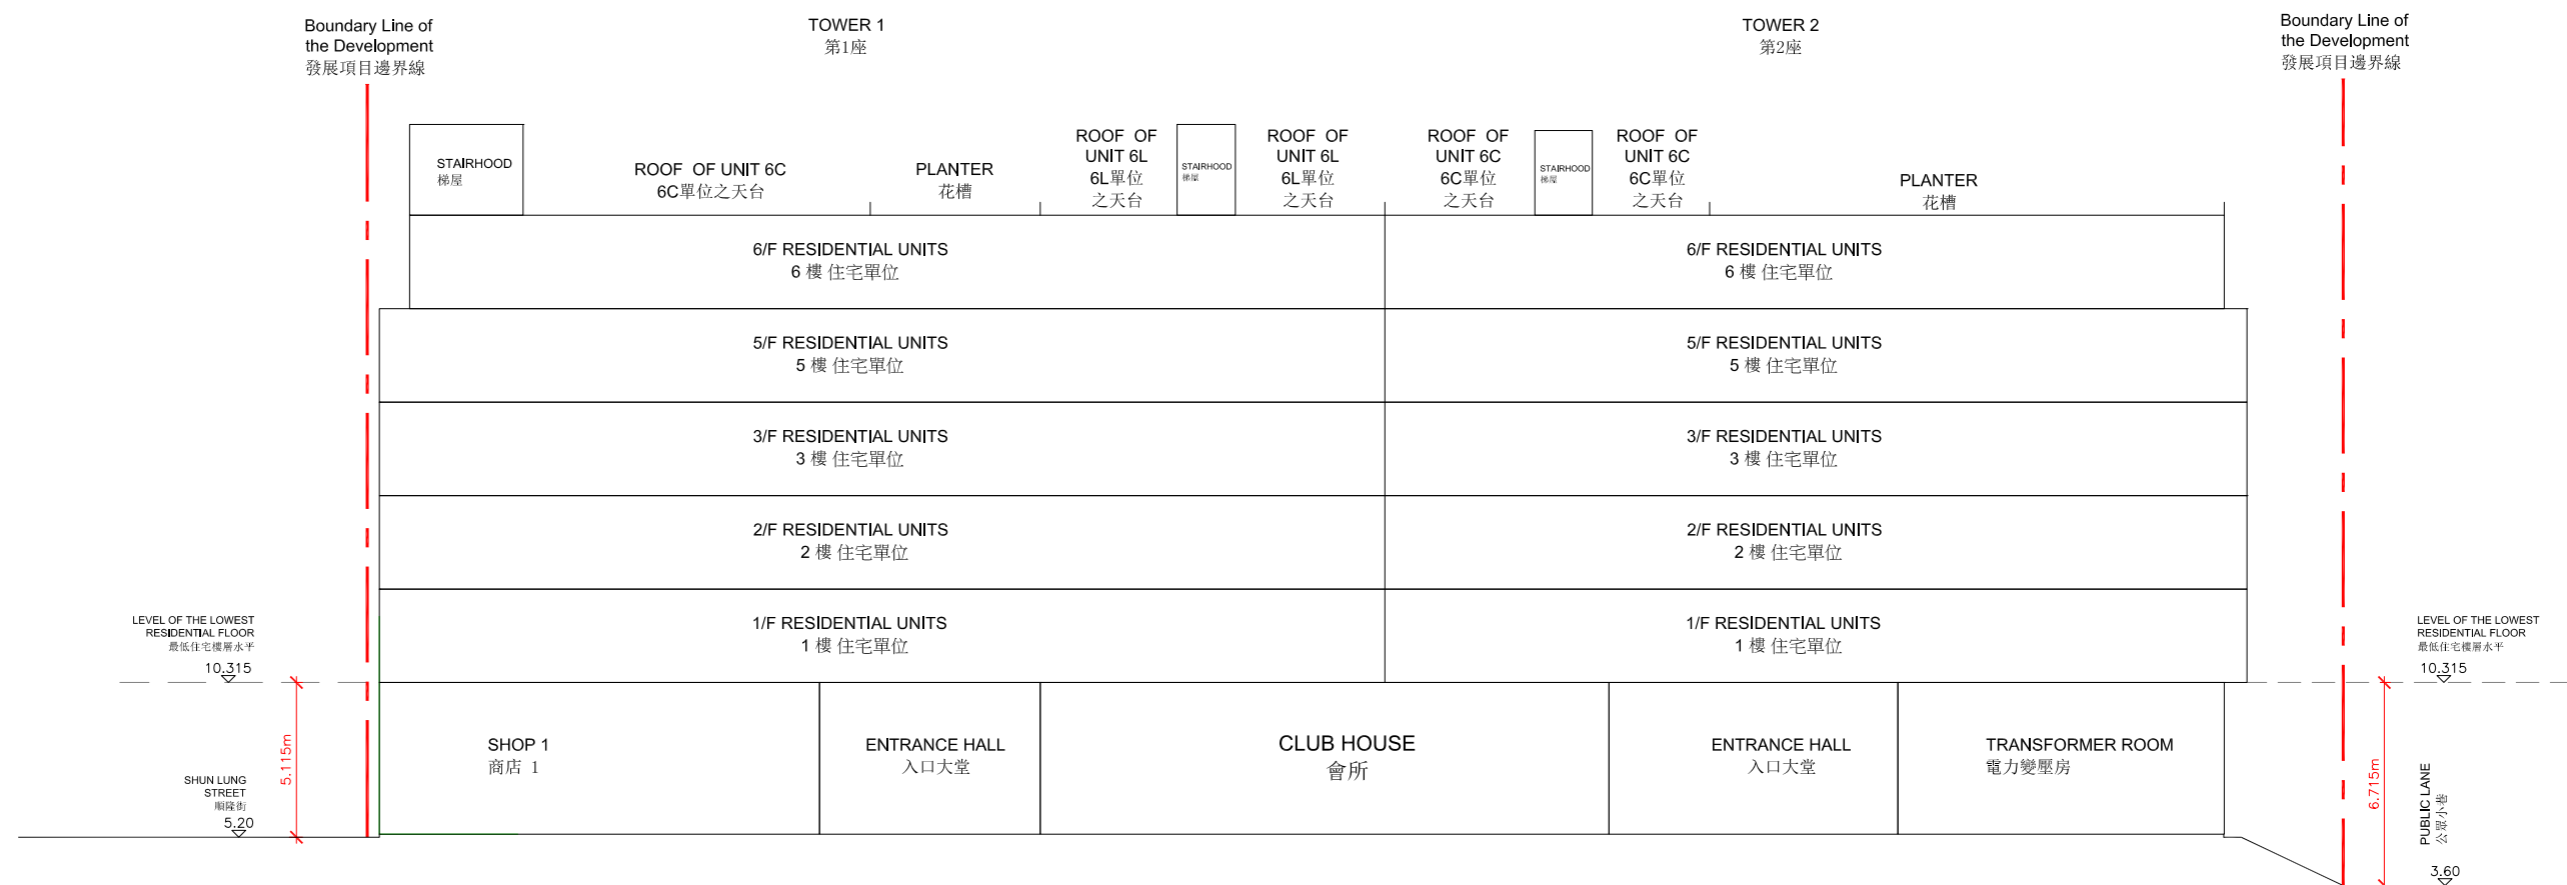 Boundary Line of
the Development
發展項目邊界線
TOWER 1
第1座
TOWER 2
第2座
Boundary Line of
the Development
發展項目邊界線
STAIRHOOD
梯屋
ROOF OF UNIT 6C
6C單位之天台
PLANTER
花槽
ROOF OF
UNIT 6L
6L單位
之天台
STAIRHOOD
梯屋
ROOF OF
UNIT 6L
6L單位
之天台
ROOF OF
UNIT 6C
6C單位
之天台
STAIRHOOD
梯屋
ROOF OF
UNIT 6C
6C單位
之天台
PLANTER
花槽
6/F RESIDENTIAL UNITS
6 樓 住宅單位
6/F RESIDENTIAL UNITS
6 樓 住宅單位
5/F RESIDENTIAL UNITS
5 樓 住宅單位
5/F RESIDENTIAL UNITS
5 樓 住宅單位
3/F RESIDENTIAL UNITS
3 樓 住宅單位
3/F RESIDENTIAL UNITS
3 樓 住宅單位
2/F RESIDENTIAL UNITS
2 樓 住宅單位
2/F RESIDENTIAL UNITS
2 樓 住宅單位
1/F RESIDENTIAL UNITS
1 樓 住宅單位
1/F RESIDENTIAL UNITS
1 樓 住宅單位
LEVEL OF THE LOWEST
RESIDENTIAL FLOOR
最低住宅樓層水平
10.315
LEVEL OF THE LOWEST
RESIDENTIAL FLOOR
最低住宅樓層水平
10.315
5.115m
SHUN LUNG
STREET
順隆街
5.20
SHOP 1
商店 1
ENTRANCE HALL
入口大堂
CLUB HOUSE
會所
ENTRANCE HALL
入口大堂
TRANSFORMER ROOM
電力變壓房
6.715m
PUBLIC LANE
公眾小巷
3.60